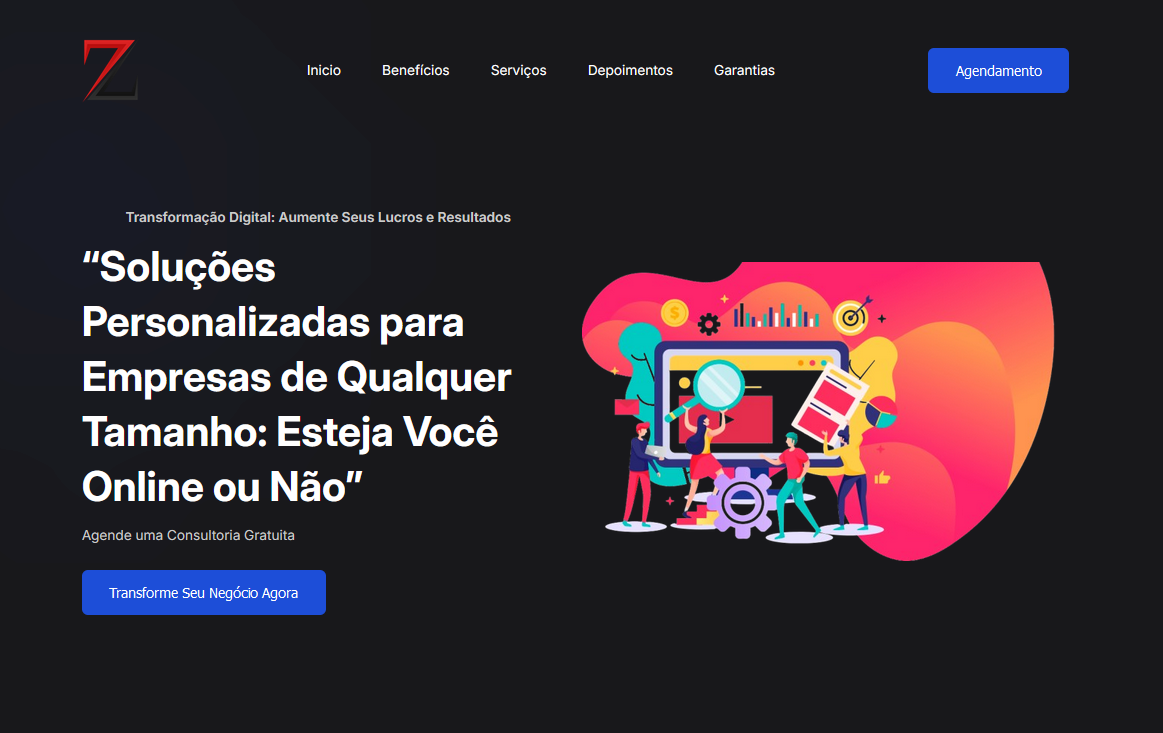 Z
Inicio Benefícios Serviços Depoimentos Garantias Agendamento
Transformação Digital: Aumente Seus Lucros e Resultados
“Soluções
Personalizadas para
Empresas de Qualquer
Tamanho: Esteja Você
Online ou Não”
Agende uma Consultoria Gratuita
Transforme Seu Negócio Agora